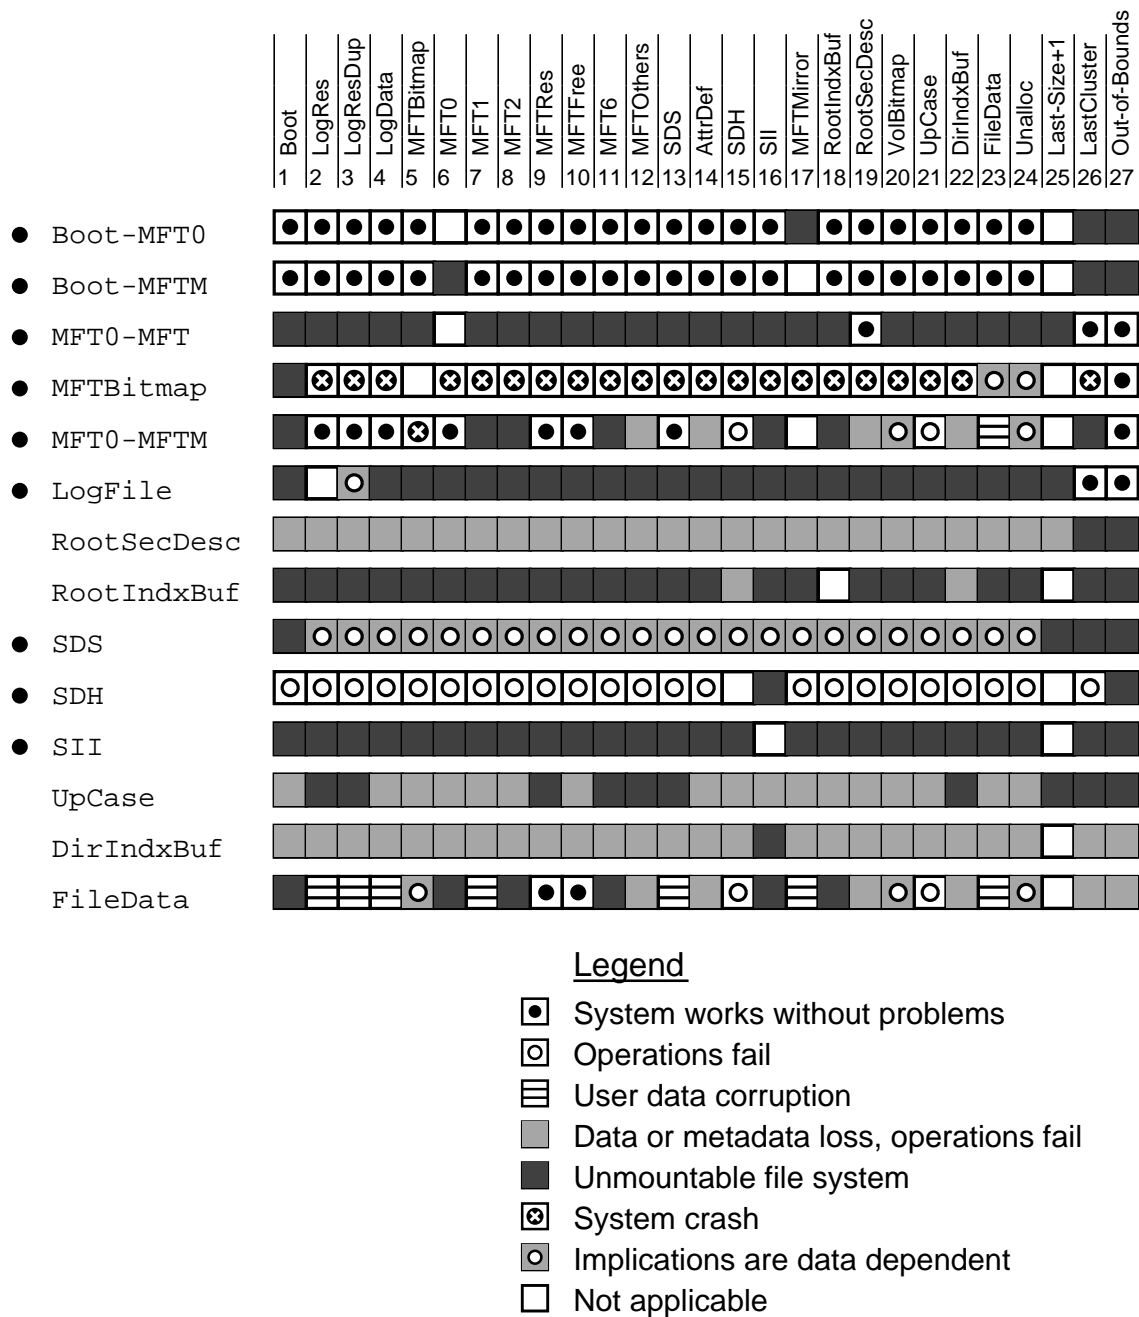 Boot LogRes LogResDup LogData MFTBitmap MFT0 MFT1 MFT2 MFTRes MFTFree MFT6 MFTOthers SDS AttrDef SDH SII MFTMirror RootIndxBuf RootSecDesc VolBitmap UpCase DirIndxBuf FileData Unalloc Last-Size+1 LastCluster Out-of-Bounds
1 2 3 4 5 6 7 8 9 10 11 12 13 14 15 16 17 18 19 20 21 22 23 24 25 26 27
Boot-MFT0
Boot-MFTM
MFT0-MFT
MFTBitmap
MFT0-MFTM
LogFile
RootSecDesc
RootIndxBuf
SDS
SDH
SII
UpCase
DirIndxBuf
FileData
Legend
System works without problems
Operations fail
User data corruption
Data or metadata loss, operations fail
Unmountable file system
System crash
Implications are data dependent
Not applicable